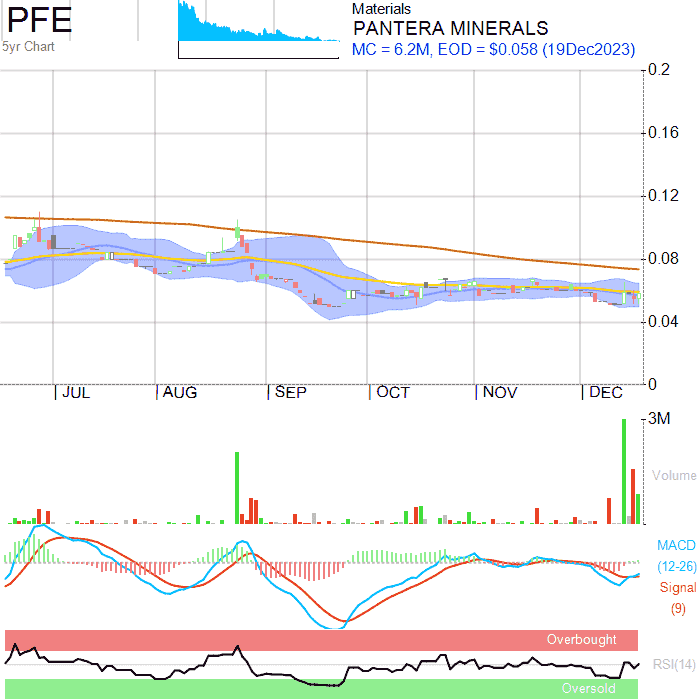 PFE
5yr Chart
Materials
PANTERA MINERALS
MC = 6.2M, EOD = $0.058 (19Dec2023)
0.2
0.16
0.12
0.08
0.04
0
JUL AUG SEP OCT NOV DEC
3M
Volume
MACD
(12-26)
Signal
(9)
Overbought
RSI(14)
Oversold